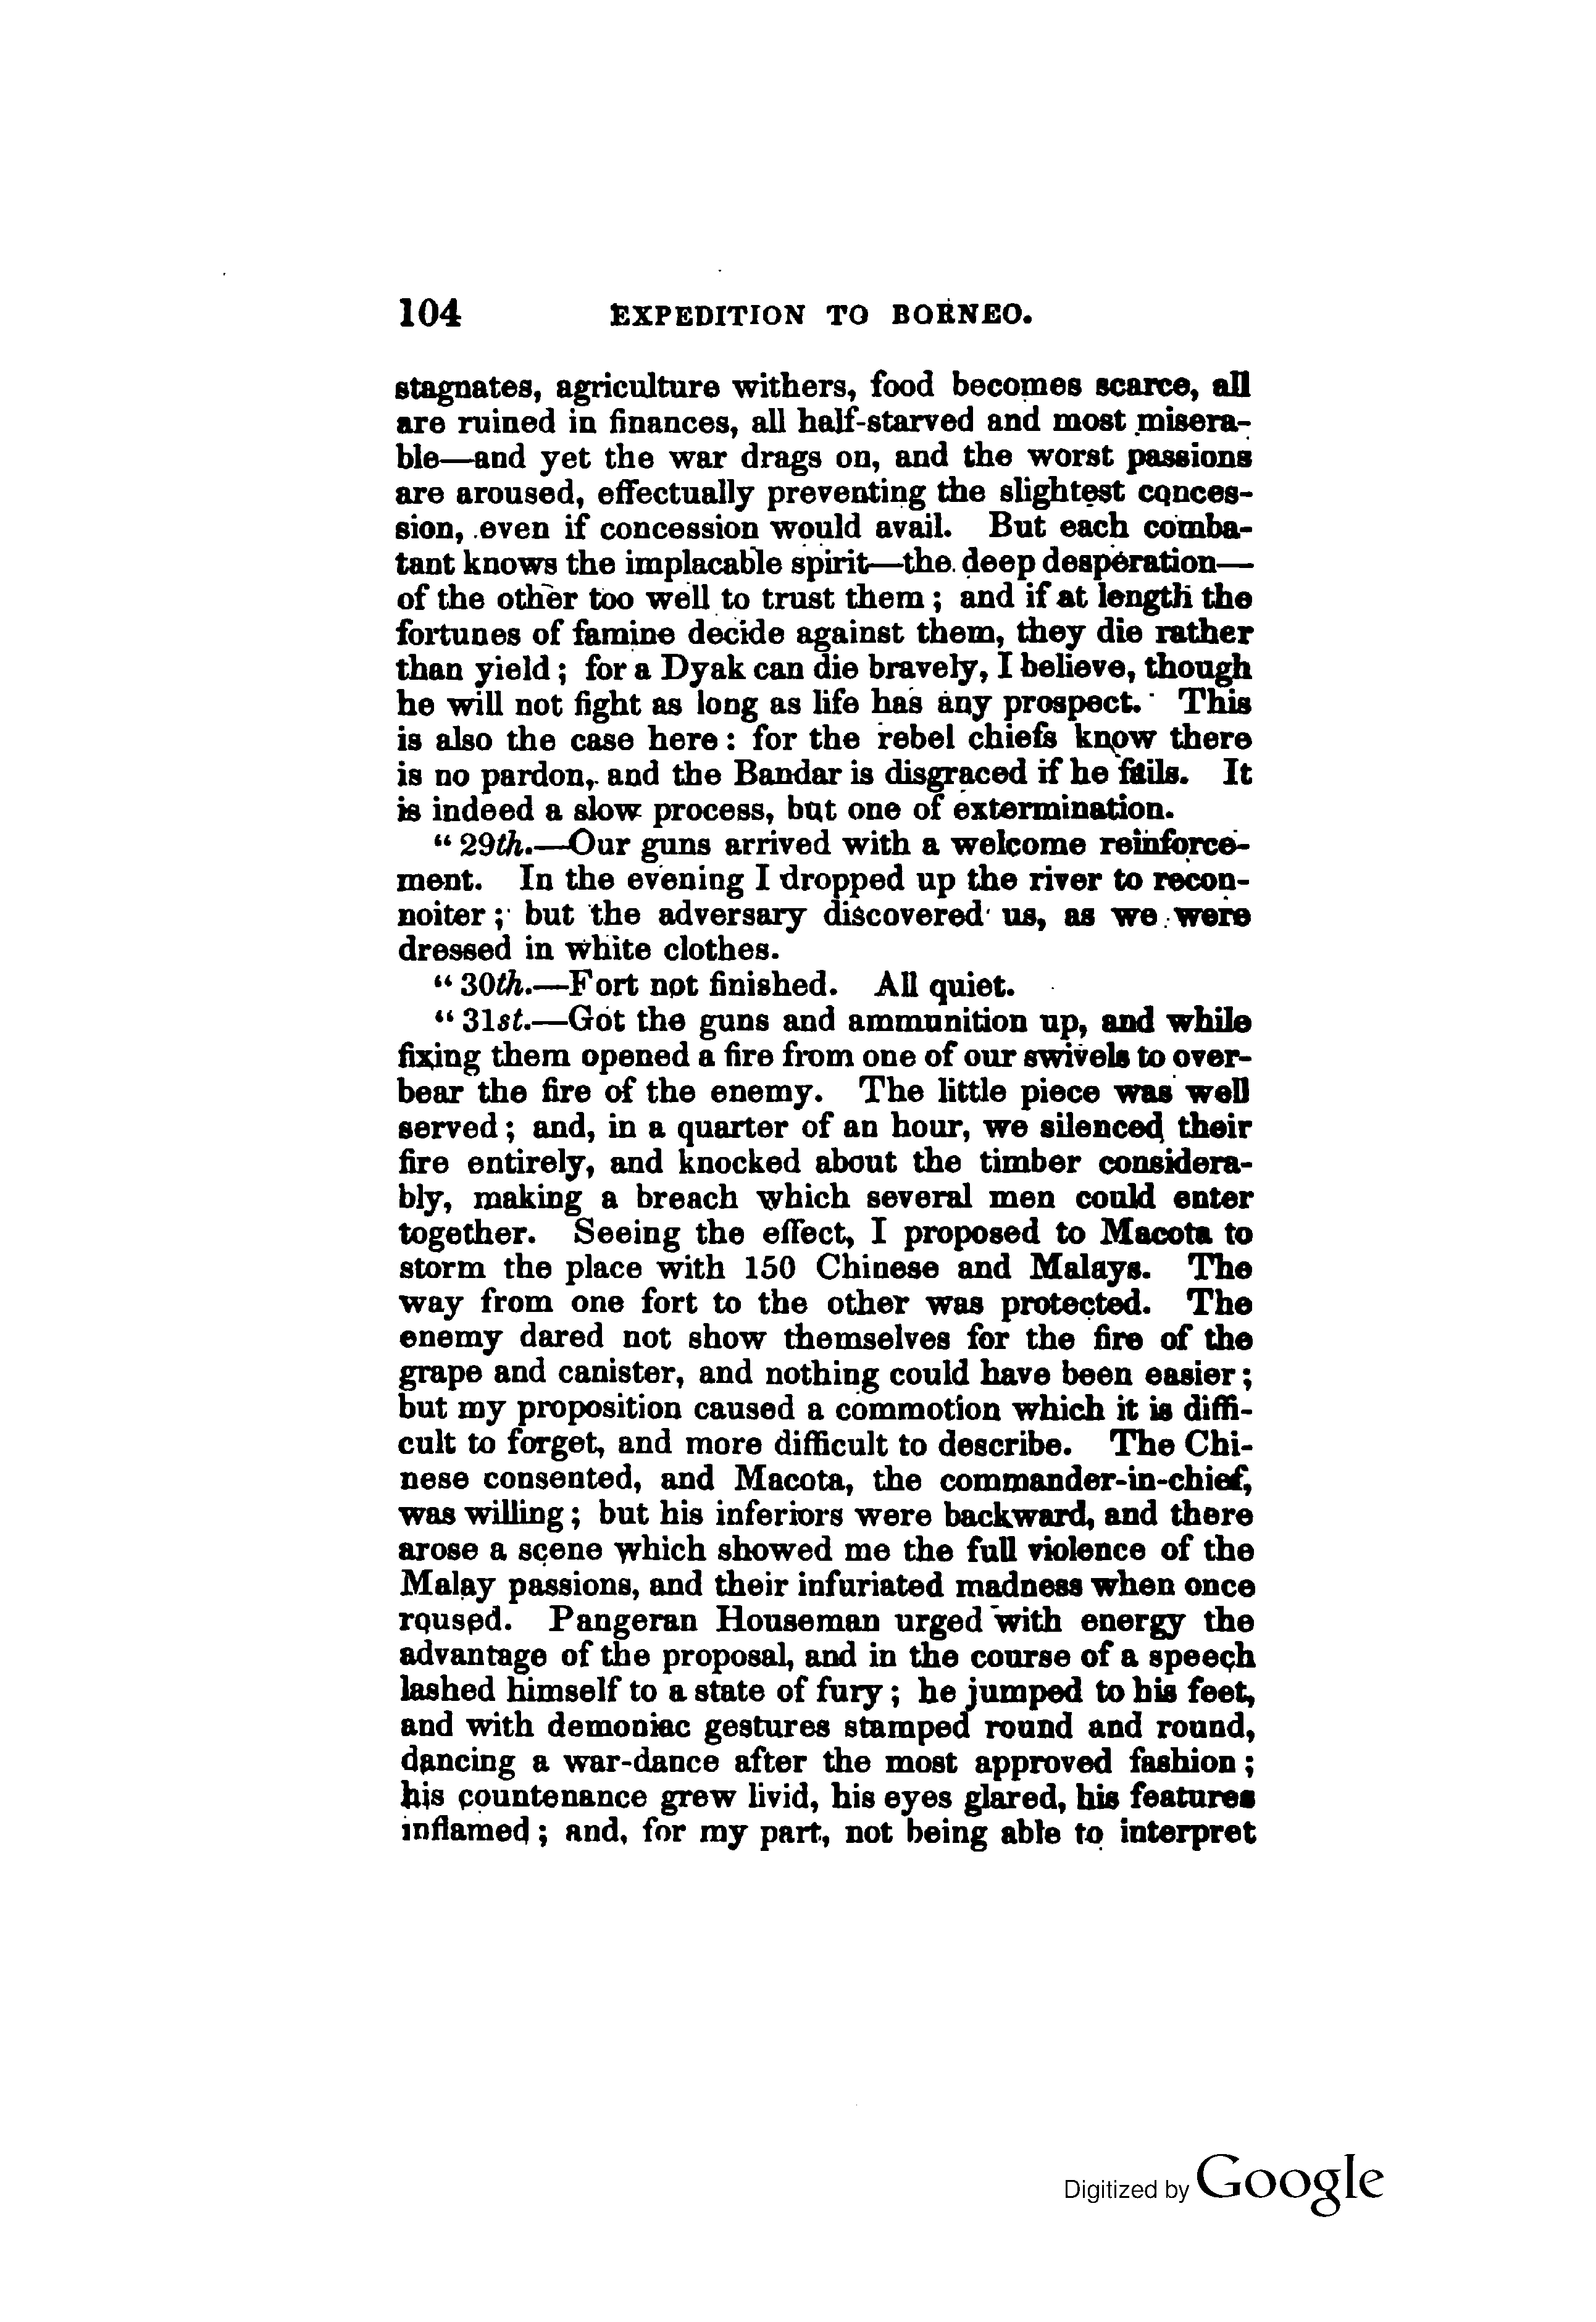 104 EXPEDITION TO BORNEO.
stagnates, agriculture withers, food becomes scarce, all
are ruined in finances, all half-starved and most misera-
ble—and yet the war drags on, and the worst passions
are aroused, effectually preventing the slightest conces-
sion, even if concession would avail. But each comba-
tant knows the implacable spirit—the deep desperation—
of the other too well to trust them; and if at length the
fortunes of famine decide against them, they die rather
than yield; for a Dyak can die bravely, I believe, though
he will not fight as long as life has any prospect. This
is also the case here: for the rebel chiefs know there
is no pardon, and the Bandar is disgraced if he fails. It
is indeed a slow process, but one of extermination.
“29th.—Our guns arrived with a welcome reinforce-
ment. In the evening I dropped up the river to recon-
noiter; but the adversary discovered us, as we were
dressed in white clothes.
“30th.—Fort not finished. All quiet.
“31st.—Got the guns and ammunition up, and while
fixing them opened a fire from one of our swivels to over-
bear the fire of the enemy. The little piece was well
served; and, in a quarter of an hour, we silenced their
fire entirely, and knocked about the timber considera-
bly, making a breach which several men could enter
together. Seeing the effect, I proposed to Macota to
storm the place with 150 Chinese and Malays. The
way from one fort to the other was protected. The
enemy dared not show themselves for the fire of the
grape and canister, and nothing could have been easier;
but my proposition caused a commotion which it is diffi-
cult to forget, and more difficult to describe. The Chi-
nese consented, and Macota, the commander-in-chief,
was willing; but his inferiors were backward, and there
arose a scene which showed me the full violence of the
Malay passions, and their infuriated madness when once
roused. Pangeran Houseman urged with energy the
advantage of the proposal, and in the course of a speech
lashed himself to a state of fury; he jumped to his feet,
and with demoniac gestures stamped round and round,
dancing a war-dance after the most approved fashion;
his countenance grew livid, his eyes glared, his features
inflamed; and, for my part, not being able to interpret
Digitized by Google